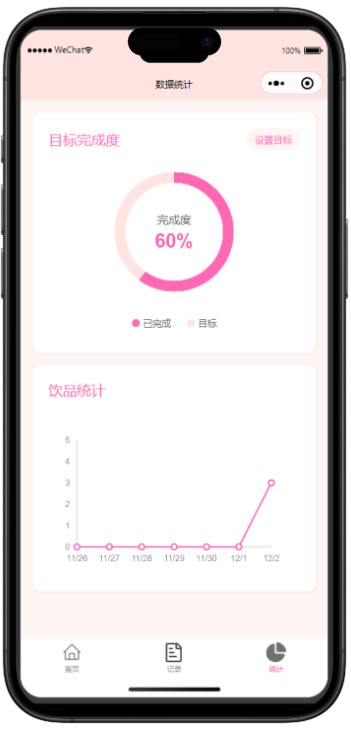 ●●●●● WeChat
100%
数据统计
目标完成度
设置目标
完成度
60%
已完成
目标
饮品统计
5
4
3
2
1
0
11/26 11/27 11/28 11/29 11/30 12/1 12/2
首页 记录 统计